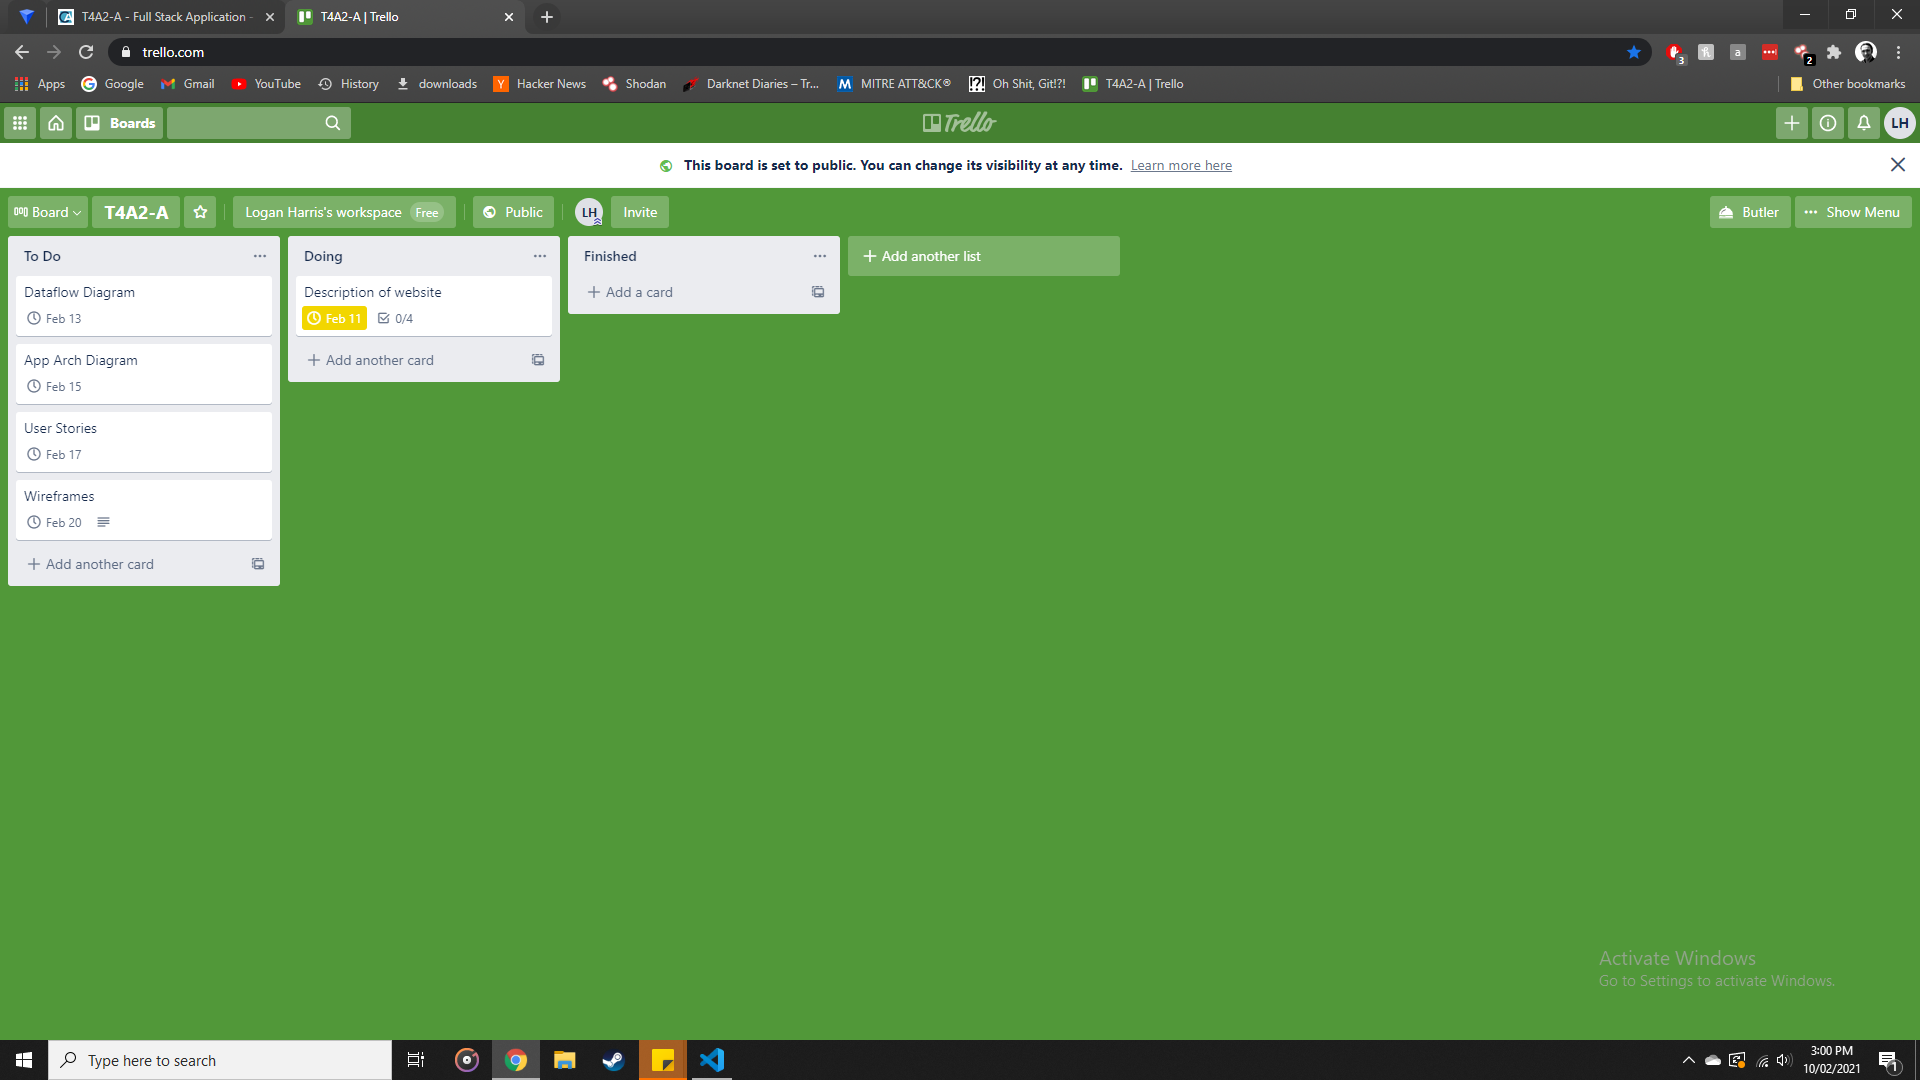 T4A2-A - Full Stack Application -
T4A2-A | Trello
trello.com
3
a
2
Apps
Google
Gmail
YouTube
History
downloads
Hacker News
Shodan
Darknet Diaries – Tr...
MITRE ATT&CK®
Oh Shit, Git!?!
T4A2-A | Trello
Other bookmarks
Boards
Trello
LH
This board is set to public. You can change its visibility at any time. Learn more here
Board
T4A2-A
Logan Harris's workspace Free
Public
LH
Invite
Butler
Show Menu
To Do
Dataflow Diagram
Feb 13
App Arch Diagram
Feb 15
User Stories
Feb 17
Wireframes
Feb 20
Add another card
Doing
Description of website
Feb 11 0/4
Add another card
Finished
Add a card
Add another list
Activate Windows
Go to Settings to activate Windows.
Type here to search
3:00 PM
10/02/2021
1